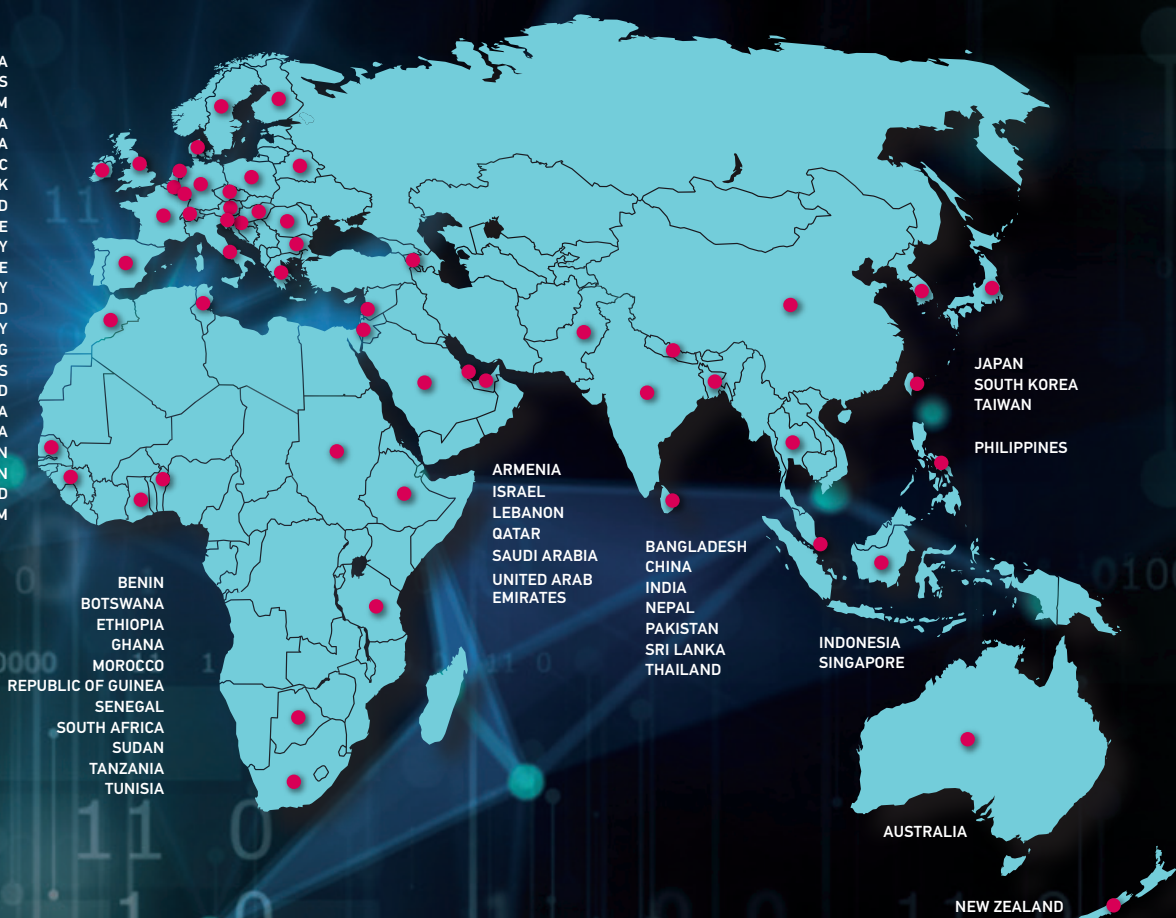 A
S
M
A
A
C
K
D
E
Y
E
Y
D
Y
G
S
D
A
A
N
N
D
M
BENIN
BOTSWANA
ETHIOPIA
GHANA
MOROCCO
REPUBLIC OF GUINEA
SENEGAL
SOUTH AFRICA
SUDAN
TANZANIA
TUNISIA
ARMENIA
ISRAEL
LEBANON
QATAR
SAUDI ARABIA
UNITED ARAB
EMIRATES
BANGLADESH
CHINA
INDIA
NEPAL
PAKISTAN
SRI LANKA
THAILAND
JAPAN
SOUTH KOREA
TAIWAN
PHILIPPINES
INDONESIA
SINGAPORE
AUSTRALIA
NEW ZEALAND